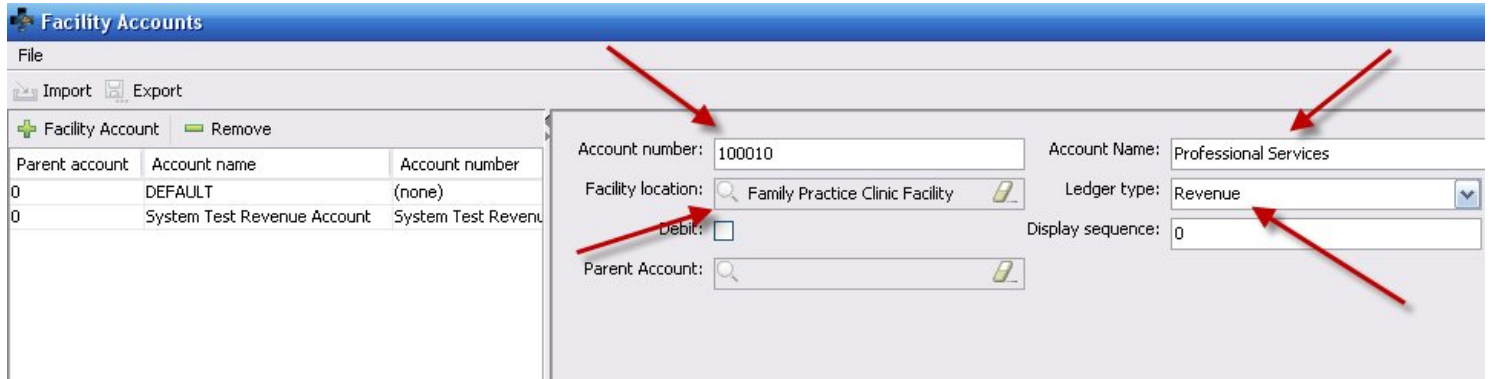 Facility Accounts
File
Import Export
Facility Account Remove
Parent account Account name Account number
0 DEFAULT (none)
0 System Test Revenue Account System Test Revenu
Account number: 100010 Account Name: Professional Services
Facility location: Family Practice Clinic Facility Ledger type: Revenue
Debit: Display sequence: 0
Parent Account: